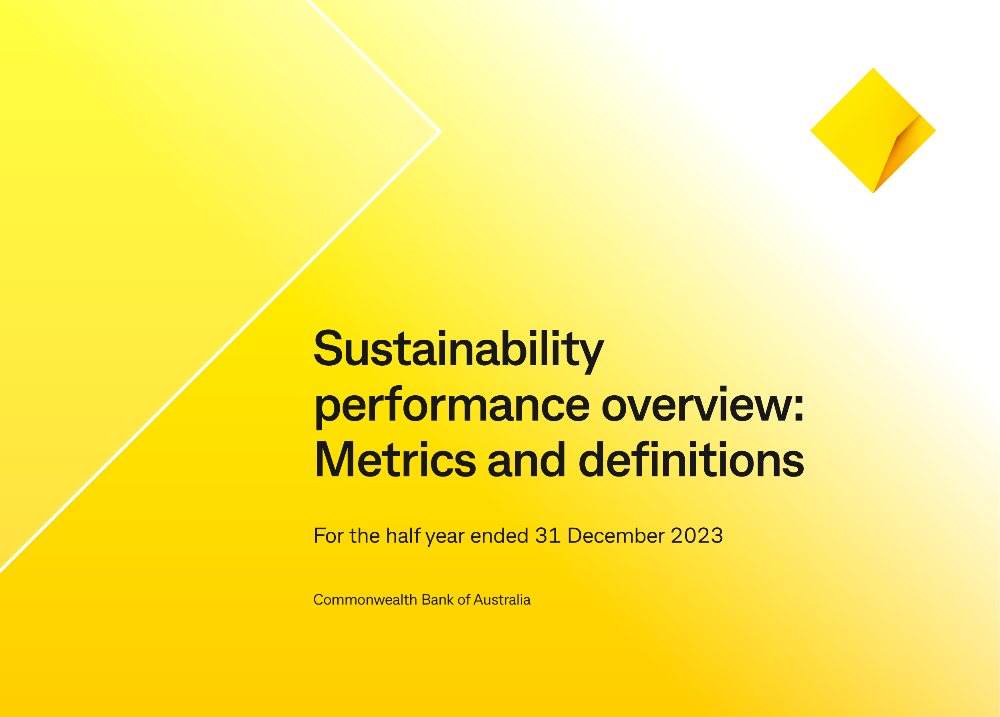 Sustainability
performance overview:
Metrics and definitions
For the half year ended 31 December 2023
Commonwealth Bank of Australia